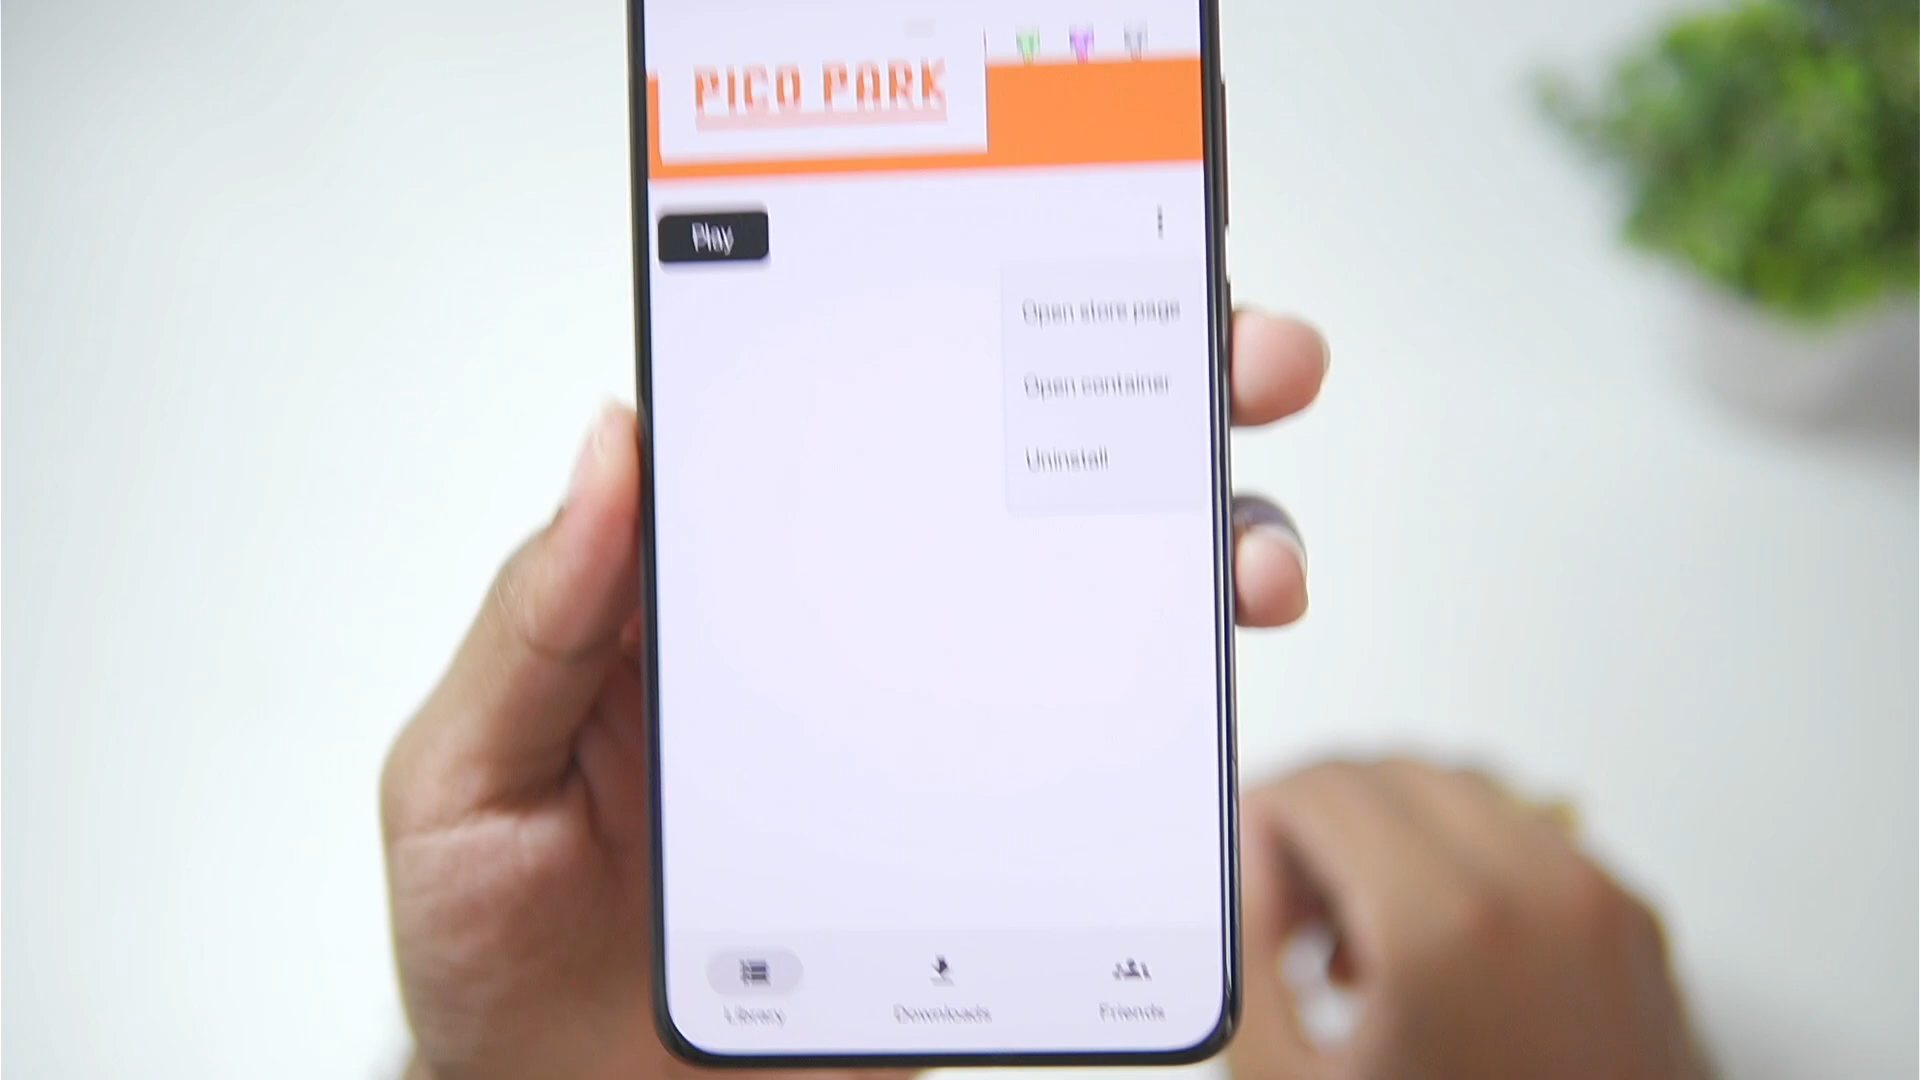 PICO PARK
Play
Open store page
Open container
Uninstall
Library
Downloads
Friends